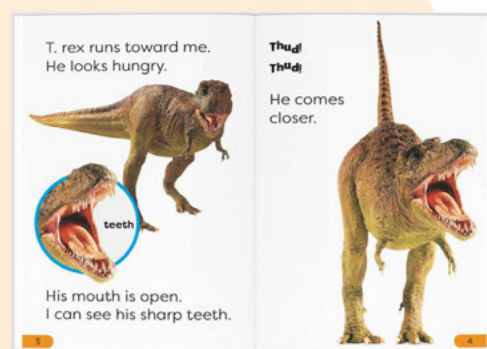 T. rex runs toward me.
He looks hungry.
teeth
His mouth is open.
I can see his sharp teeth.
3
Thud!
Thud!
He comes
closer.
4